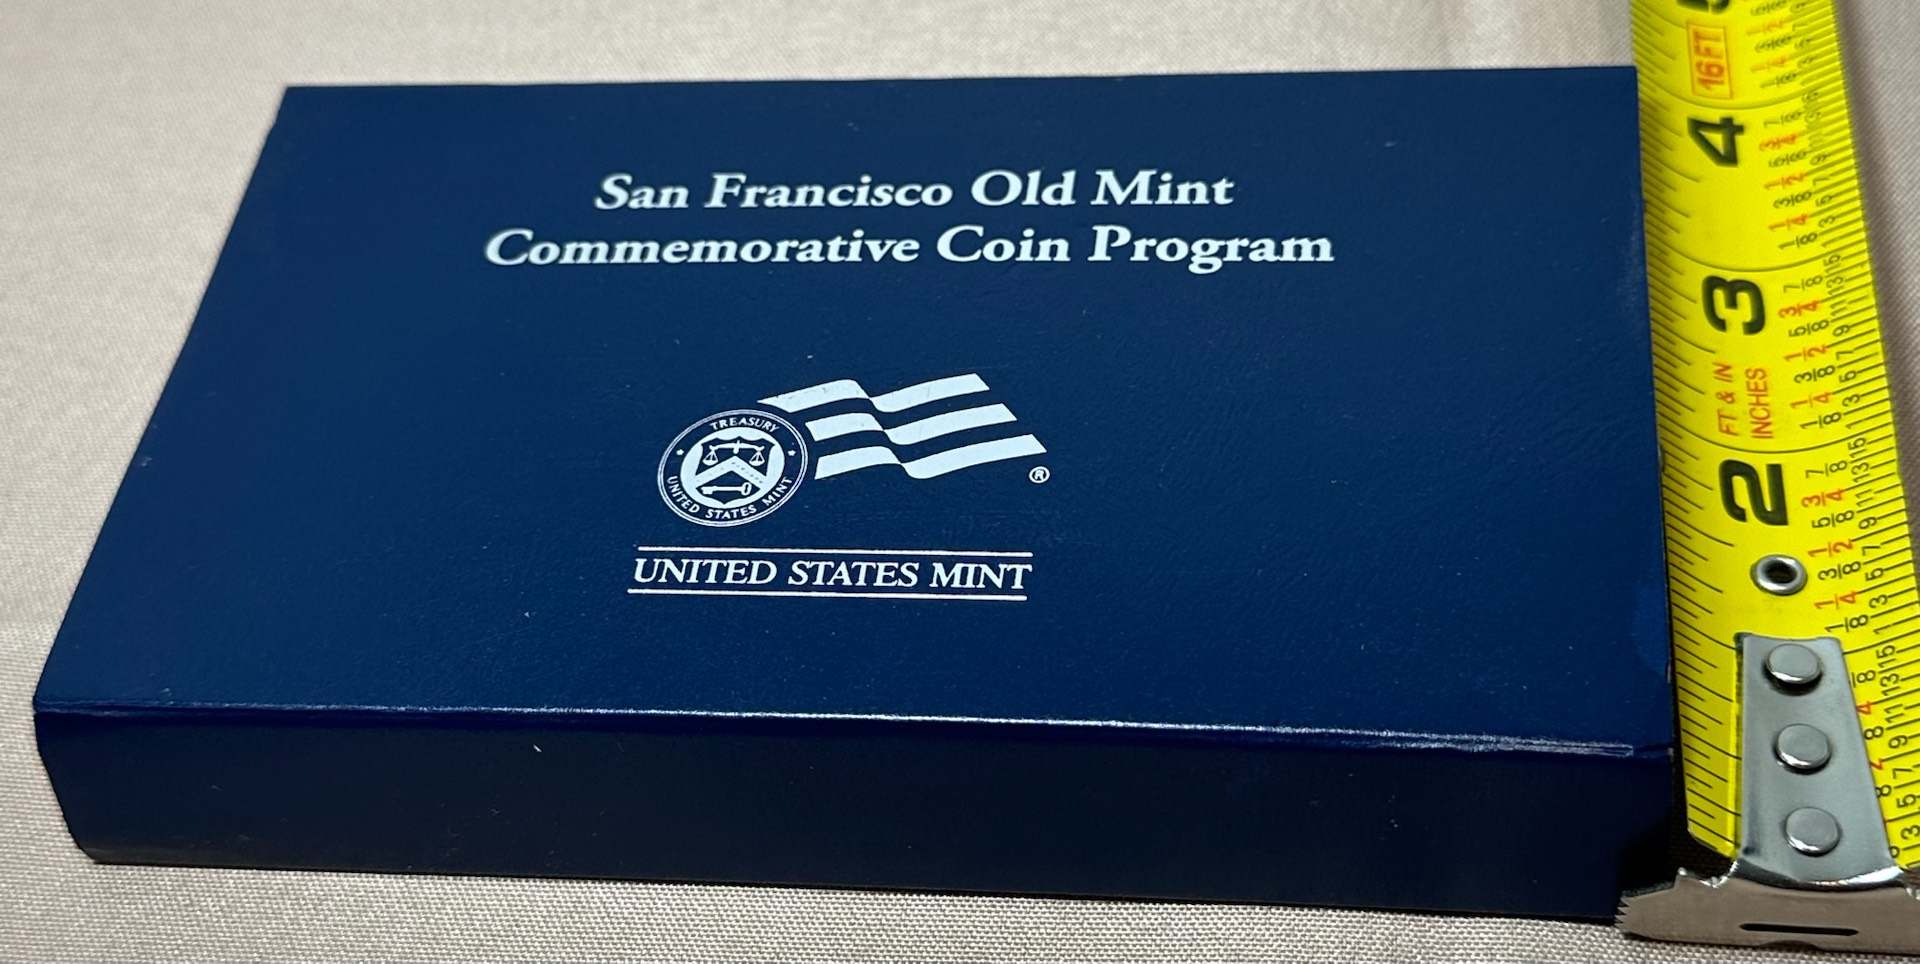 San Francisco Old Mint
Commemorative Coin Program
TREASURY
UNITED STATES MINT
®
UNITED STATES MINT
16FT
4
3
FT & IN
INCHES
2